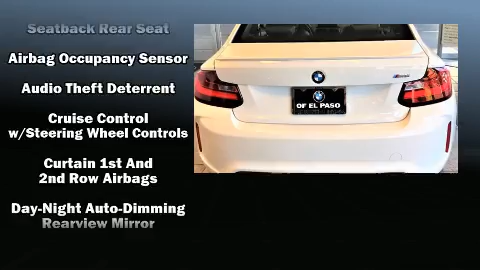 Seatback Rear Seat
Airbag Occupancy Sensor
Audio Theft Deterrent
Cruise Control
w/Steering Wheel Controls
Curtain 1st And
2nd Row Airbags
Day-Night Auto-Dimming
Rearview Mirror
OF EL PASO